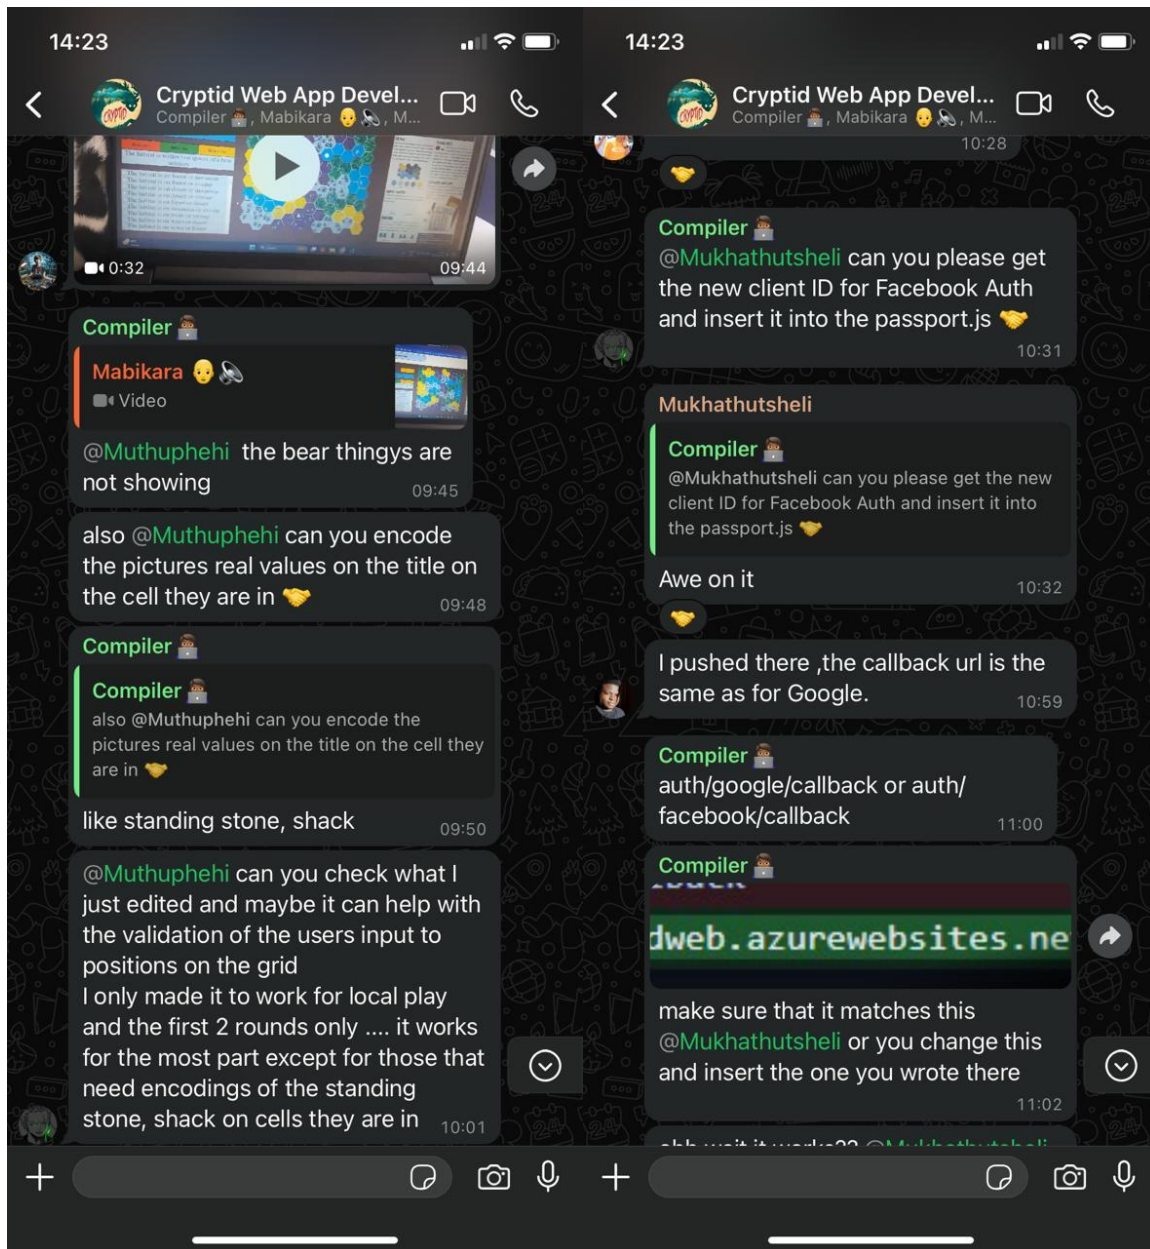 14:23
Cryptid Web App Devel...
Compiler 👨🏾‍💻, Mabikara 👨‍🦲🔊, M...
0:32
09:44
Compiler 👨🏾‍💻
Mabikara 👨‍🦲🔊
Video
@Muthuphehi the bear thingys are
not showing
09:45
also @Muthuphehi can you encode
the pictures real values on the title on
the cell they are in 🤝
09:48
Compiler 👨🏾‍💻
Compiler 👨🏾‍💻
also @Muthuphehi can you encode the
pictures real values on the title on the cell they
are in 🤝
like standing stone, shack
09:50
@Muthuphehi can you check what I
just edited and maybe it can help with
the validation of the users input to
positions on the grid
I only made it to work for local play
and the first 2 rounds only .... it works
for the most part except for those that
need encodings of the standing
stone, shack on cells they are in
10:01
14:23
Cryptid Web App Devel...
Compiler 👨🏾‍💻, Mabikara 👨‍🦲🔊, M...
10:28
🤝
Compiler 👨🏾‍💻
@Mukhathutsheli can you please get
the new client ID for Facebook Auth
and insert it into the passport.js 🤝
10:31
Mukhathutsheli
Compiler 👨🏾‍💻
@Mukhathutsheli can you please get the new
client ID for Facebook Auth and insert it into
the passport.js 🤝
Awe on it
10:32
🤝
I pushed there ,the callback url is the
same as for Google.
10:59
Compiler 👨🏾‍💻
auth/google/callback or auth/
facebook/callback
11:00
Compiler 👨🏾‍💻
dweb.azurewebsites.ne
make sure that it matches this
@Mukhathutsheli or you change this
and insert the one you wrote there
11:02
ohh wait it works?? @Mukhathutsheli